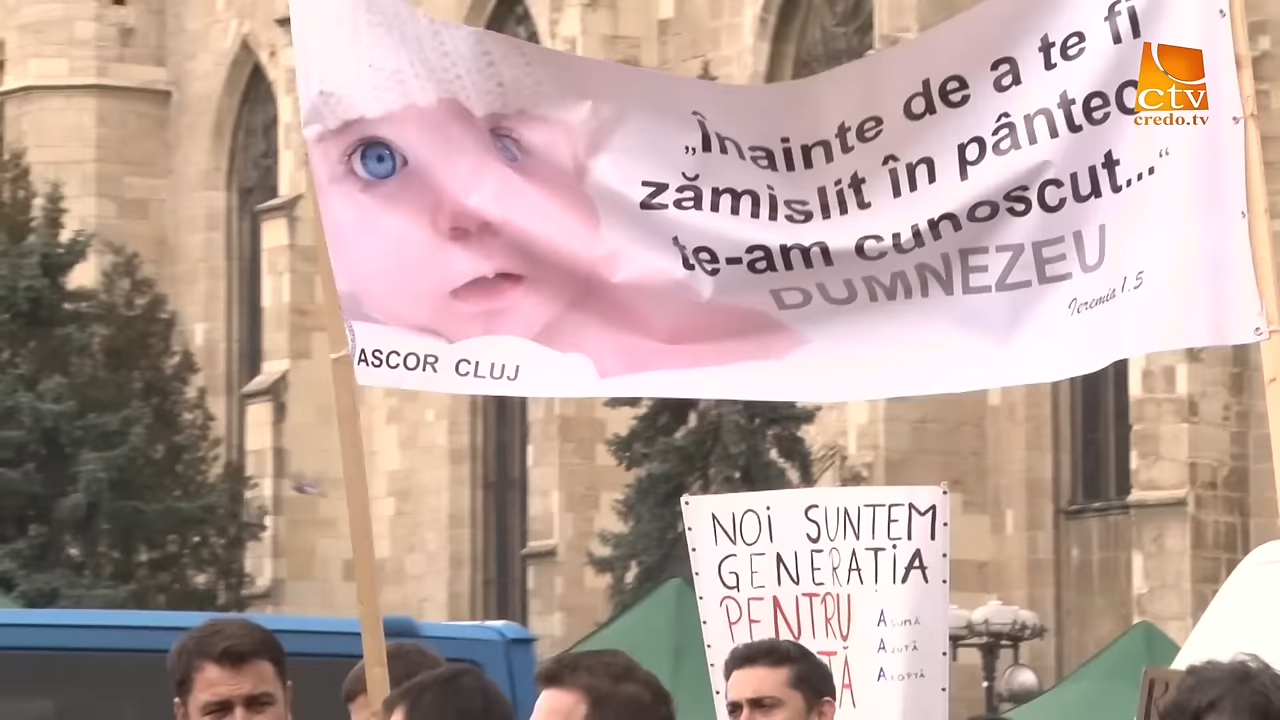 „Înainte de a te fi
zămislit în pântec
te-am cunoscut...“
DUMNEZEU
Ieremia 1.5
ASCOR CLUJ
ctv
credo.tv
NOI SUNTEM
GENERAȚIA
PENTRU
ASUMĂ
AJUTĂ
ADOPTĂ